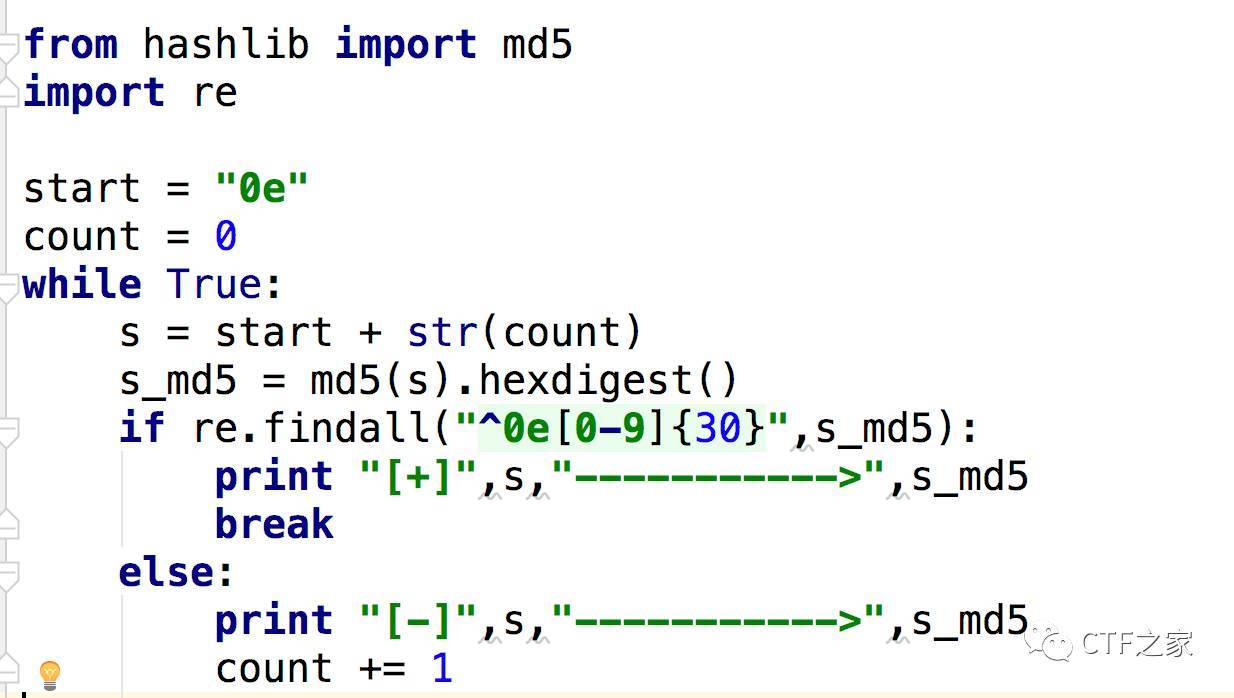 from hashlib import md5
import re

start = "0e"
count = 0
while True:
    s = start + str(count)
    s_md5 = md5(s).hexdigest()
    if re.findall("^0e[0-9]{30}",s_md5):
        print "[+]",s,"----------->",s_md5
        break
    else:
        print "[-]",s,"----------->",s_md5
        count += 1
CTF之家